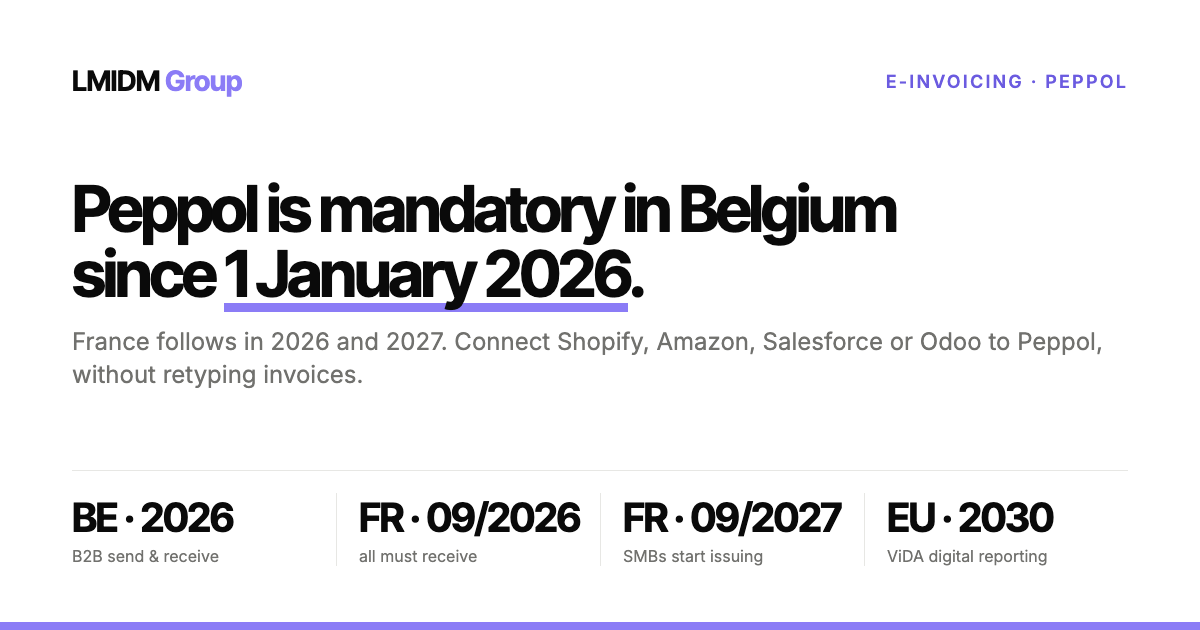 LMIDM Group
E-INVOICING · PEPPOL
Peppol is mandatory in Belgium
since 1 January 2026.
France follows in 2026 and 2027. Connect Shopify, Amazon, Salesforce or Odoo to Peppol,
without retyping invoices.
BE · 2026
B2B send & receive
FR · 09/2026
all must receive
FR · 09/2027
SMBs start issuing
EU · 2030
ViDA digital reporting